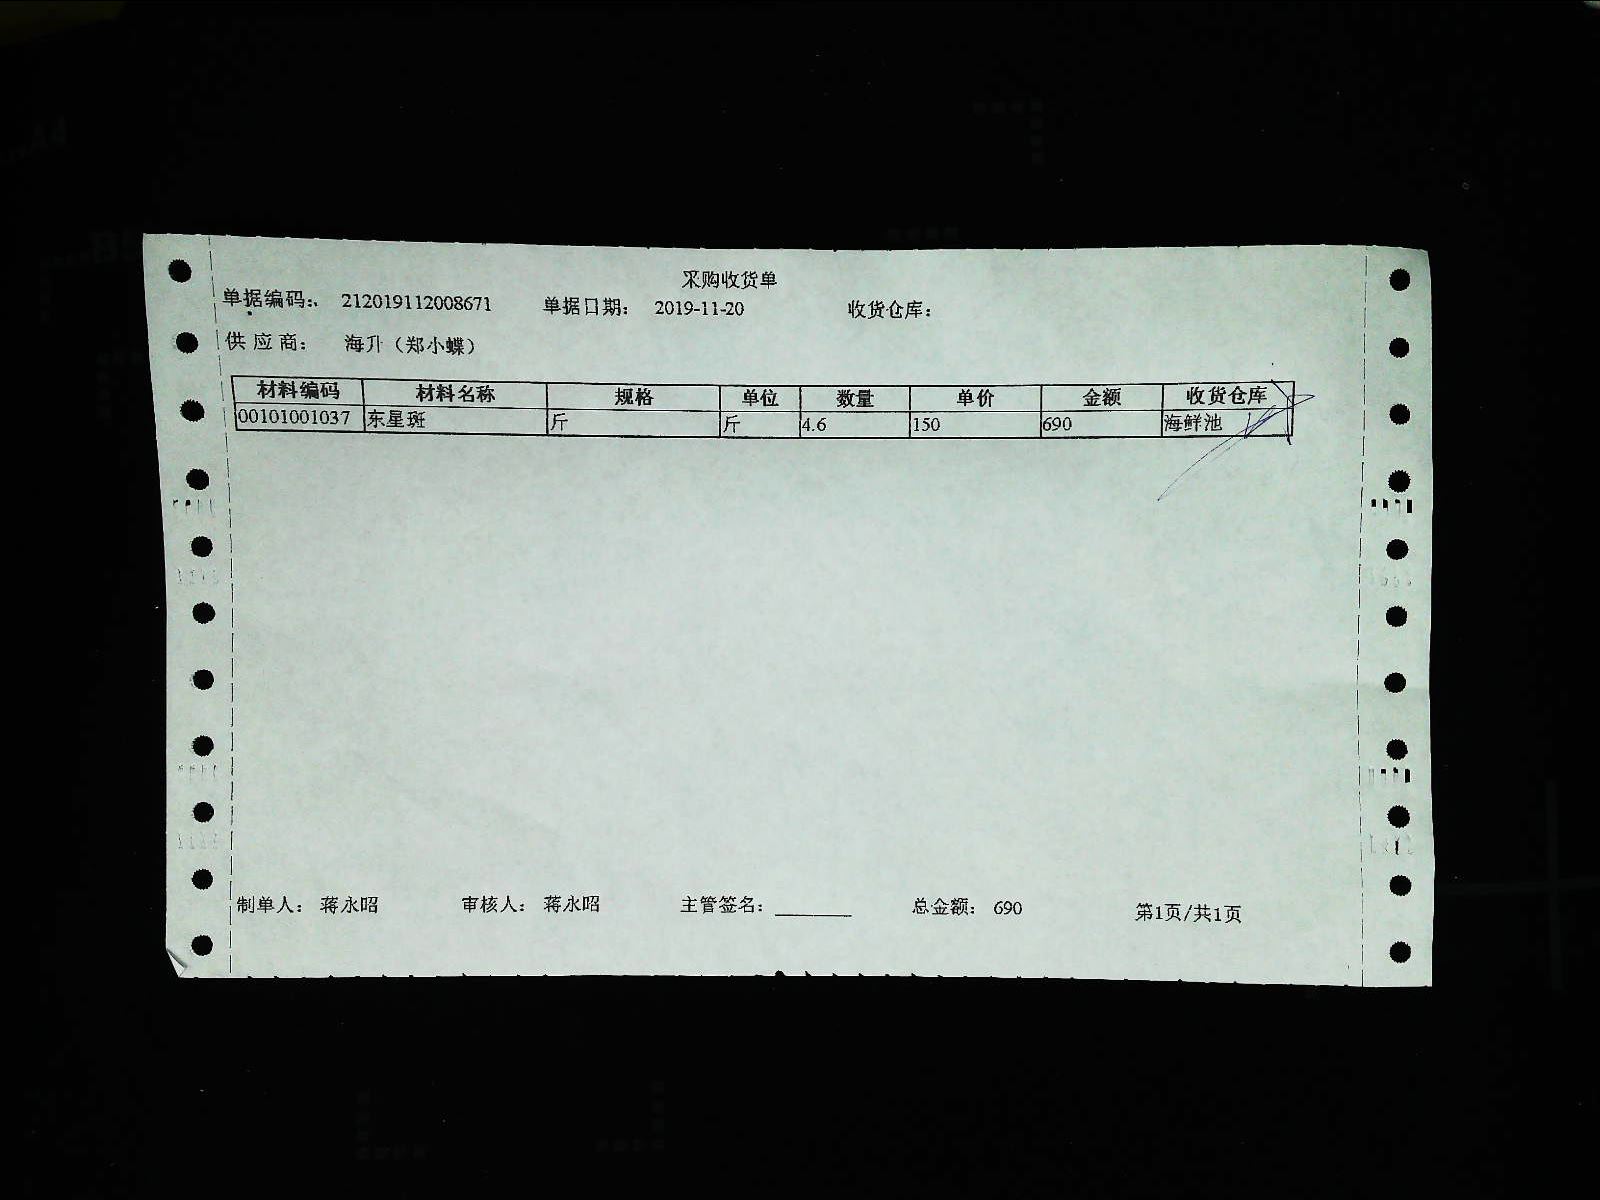 采购收货单
单据编码： 212019112008671 单据日期： 2019-11-20 收货仓库：
供应商： 海升（郑小蝶）
材料编码 材料名称 规格 单位 数量 单价 金额 收货仓库
00101001037 东星斑 斤 斤 4.6 150 690 海鲜池
制单人： 蒋永昭 审核人： 蒋永昭 主管签名：________ 总金额： 690 第1页/共1页